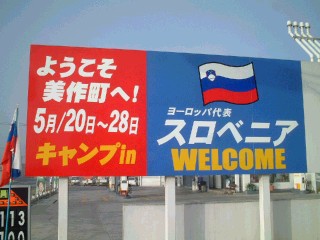 ようこそ
美作町へ!
5月/20日~28日
キャンプin
ヨーロッパ代表
スロベニア
WELCOME
113